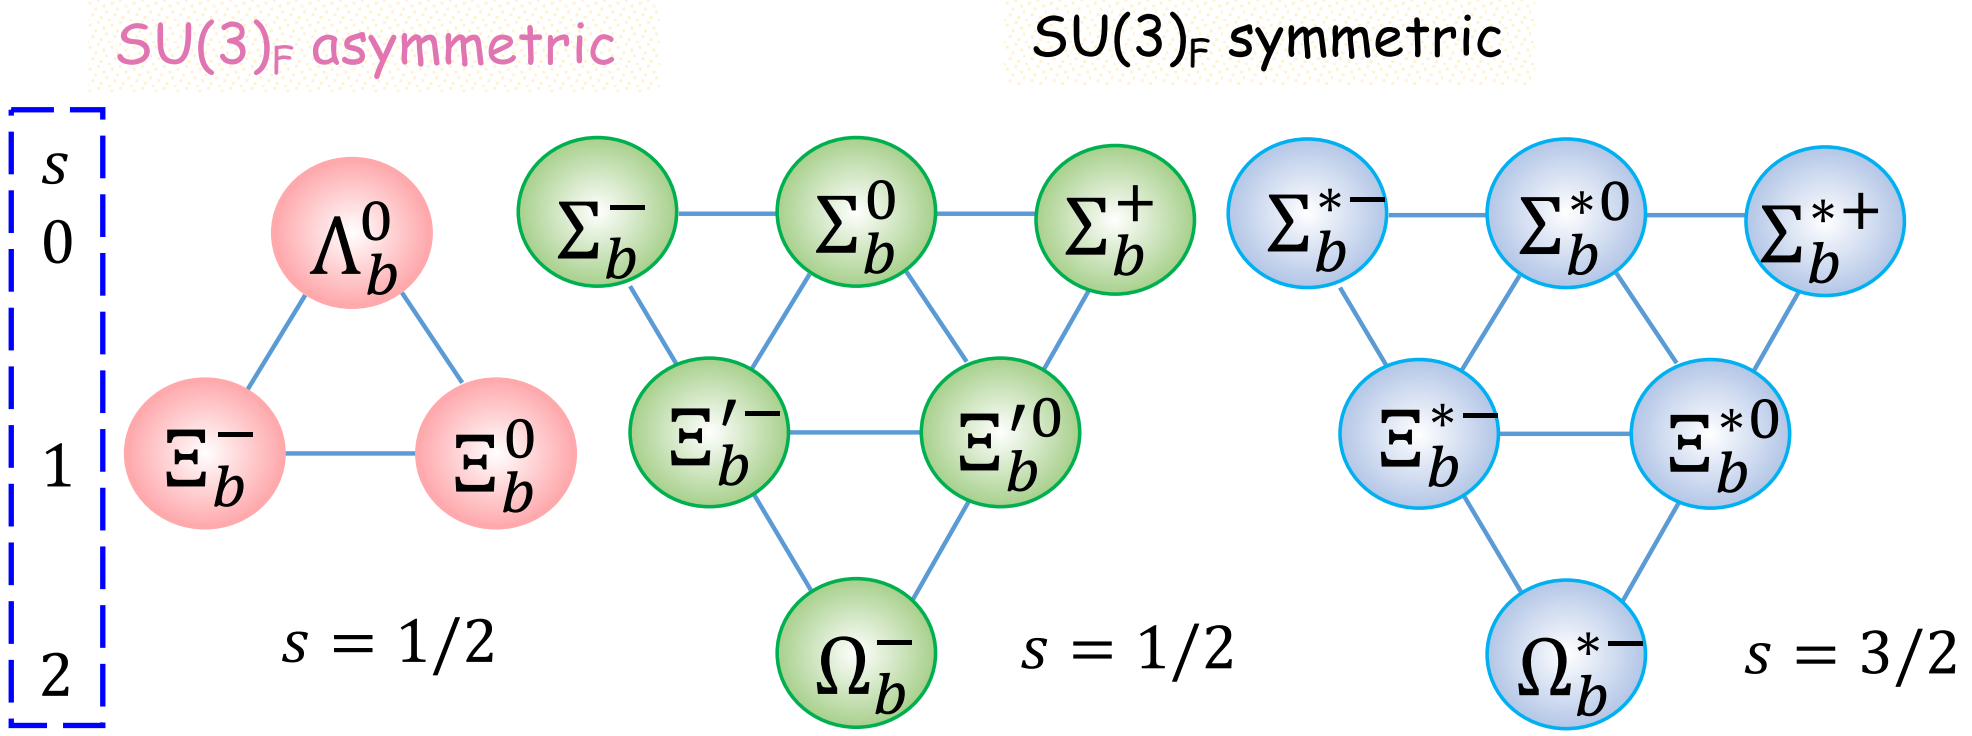 SU(3)F asymmetric
SU(3)F symmetric
s
0
1
2
Λ_b^0
Ξ_b^−
Ξ_b^0
s = 1/2
Σ_b^−
Σ_b^0
Σ_b^+
Ξ_b^′−
Ξ_b^′0
Ω_b^−
s = 1/2
Σ_b^*−
Σ_b^*0
Σ_b^*+
Ξ_b^*−
Ξ_b^*0
Ω_b^*−
s = 3/2